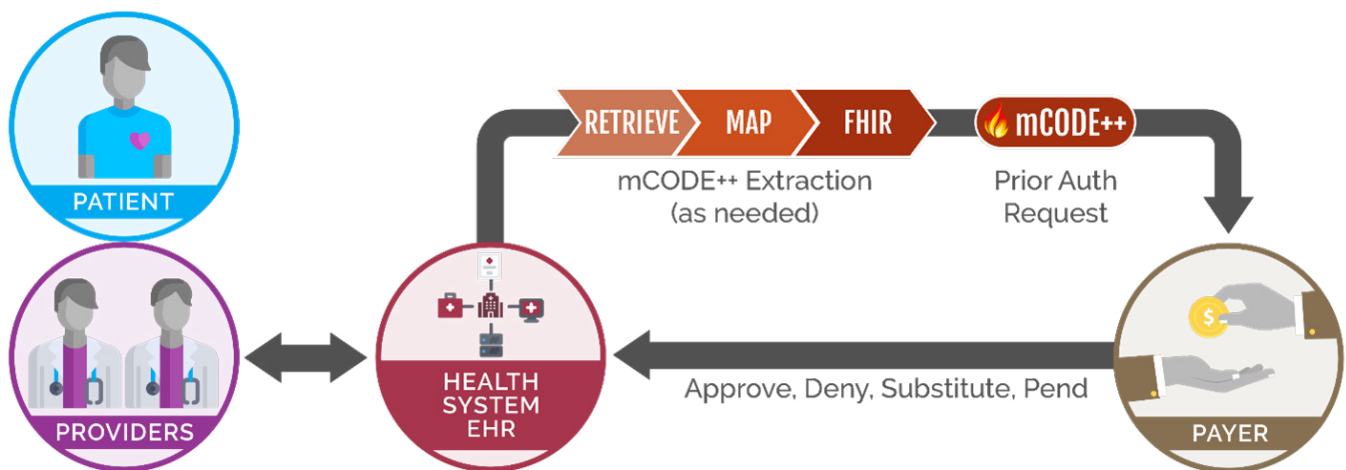 PATIENT
PROVIDERS
HEALTH
SYSTEM
EHR
RETRIEVE
MAP
FHIR
mCODE++ Extraction
(as needed)
mCODE++
Prior Auth
Request
$
PAYER
Approve, Deny, Substitute, Pend